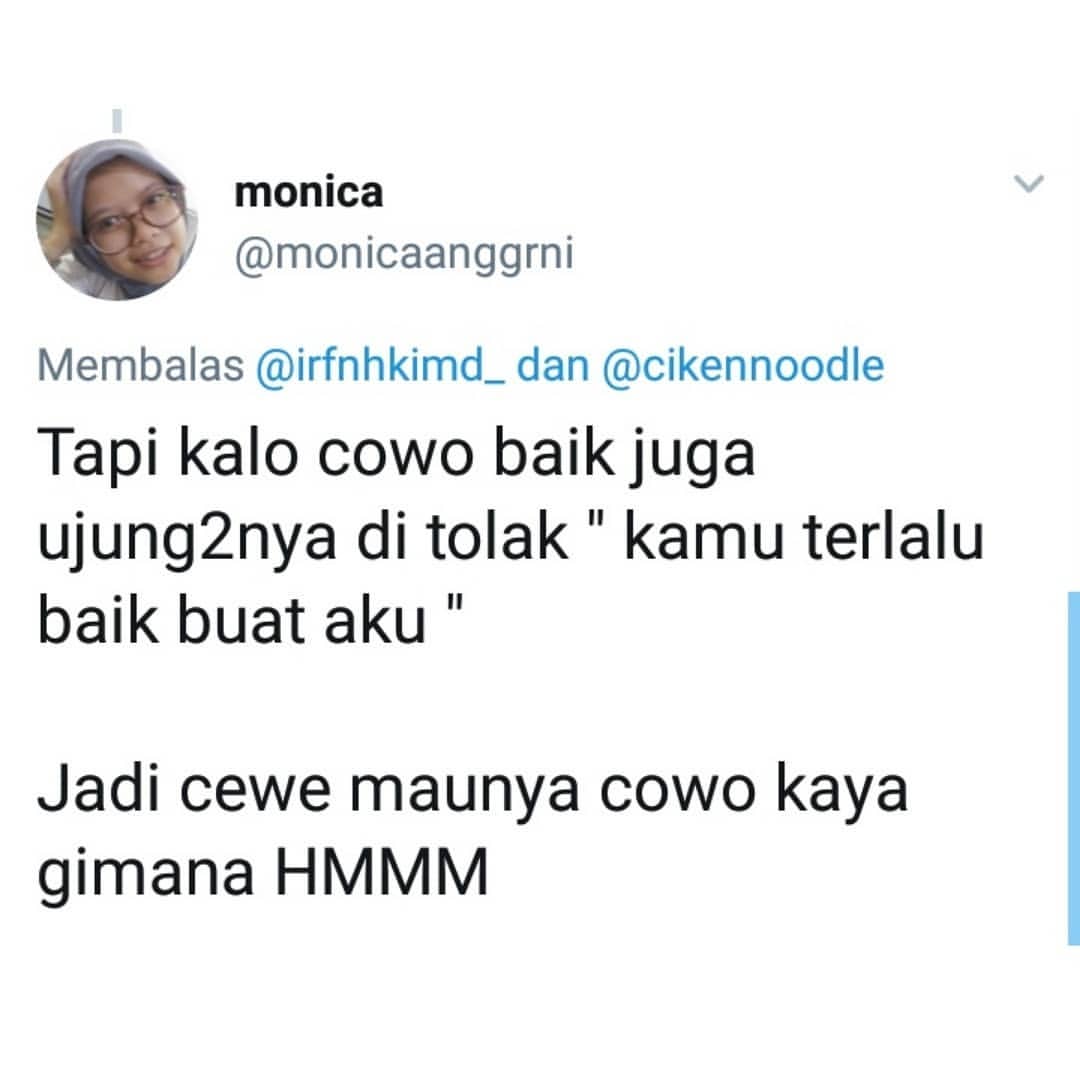 monica
@monicaanggrni
Membalas @irfnhkimd_ dan @cikennoodle
Tapi kalo cowo baik juga
ujung2nya di tolak " kamu terlalu
baik buat aku "
Jadi cewe maunya cowo kaya
gimana HMMM